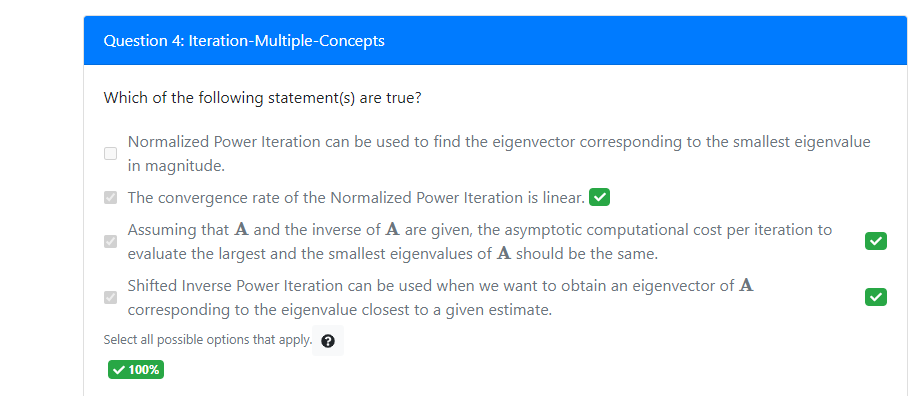 Question 4: Iteration-Multiple-Concepts
Which of the following statement(s) are true?
Normalized Power Iteration can be used to find the eigenvector corresponding to the smallest eigenvalue
in magnitude.
The convergence rate of the Normalized Power Iteration is linear.
Assuming that A and the inverse of A are given, the asymptotic computational cost per iteration to
evaluate the largest and the smallest eigenvalues of A should be the same.
Shifted Inverse Power Iteration can be used when we want to obtain an eigenvector of A
corresponding to the eigenvalue closest to a given estimate.
Select all possible options that apply. ?
100%